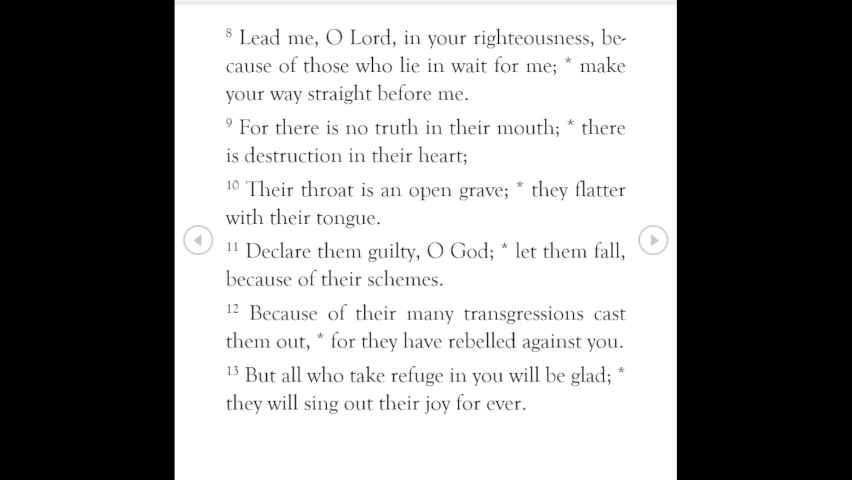 8 Lead me, O Lord, in your righteousness, be-
cause of those who lie in wait for me; * make
your way straight before me.
9 For there is no truth in their mouth; * there
is destruction in their heart;
10 Their throat is an open grave; * they flatter
with their tongue.
11 Declare them guilty, O God; * let them fall,
because of their schemes.
12 Because of their many transgressions cast
them out, * for they have rebelled against you.
13 But all who take refuge in you will be glad; *
they will sing out their joy for ever.